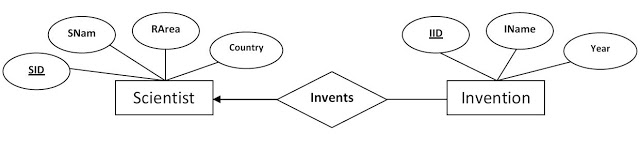 SNam
RArea
Country
SID
IID
IName
Year
Scientist
Invents
Invention